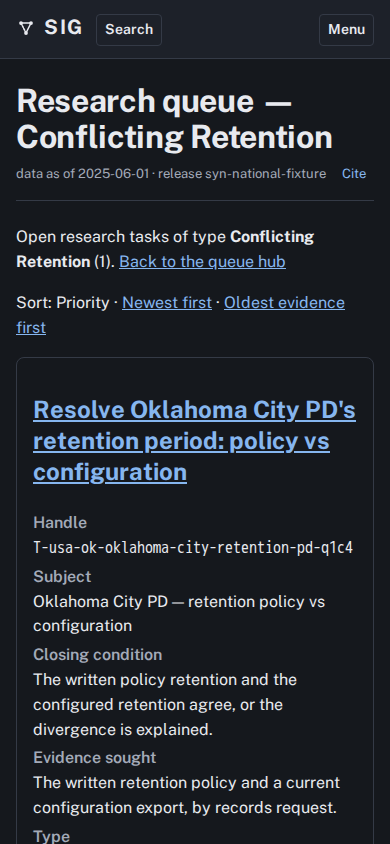 SIG Search Menu
Research queue —
Conflicting Retention
data as of 2025-06-01 · release syn-national-fixture Cite
Open research tasks of type Conflicting
Retention (1). Back to the queue hub
Sort: Priority · Newest first · Oldest evidence
first
Resolve Oklahoma City PD's
retention period: policy vs
configuration
Handle
T-usa-ok-oklahoma-city-retention-pd-q1c4
Subject
Oklahoma City PD — retention policy vs
configuration
Closing condition
The written policy retention and the
configured retention agree, or the
divergence is explained.
Evidence sought
The written retention policy and a current
configuration export, by records request.
Type